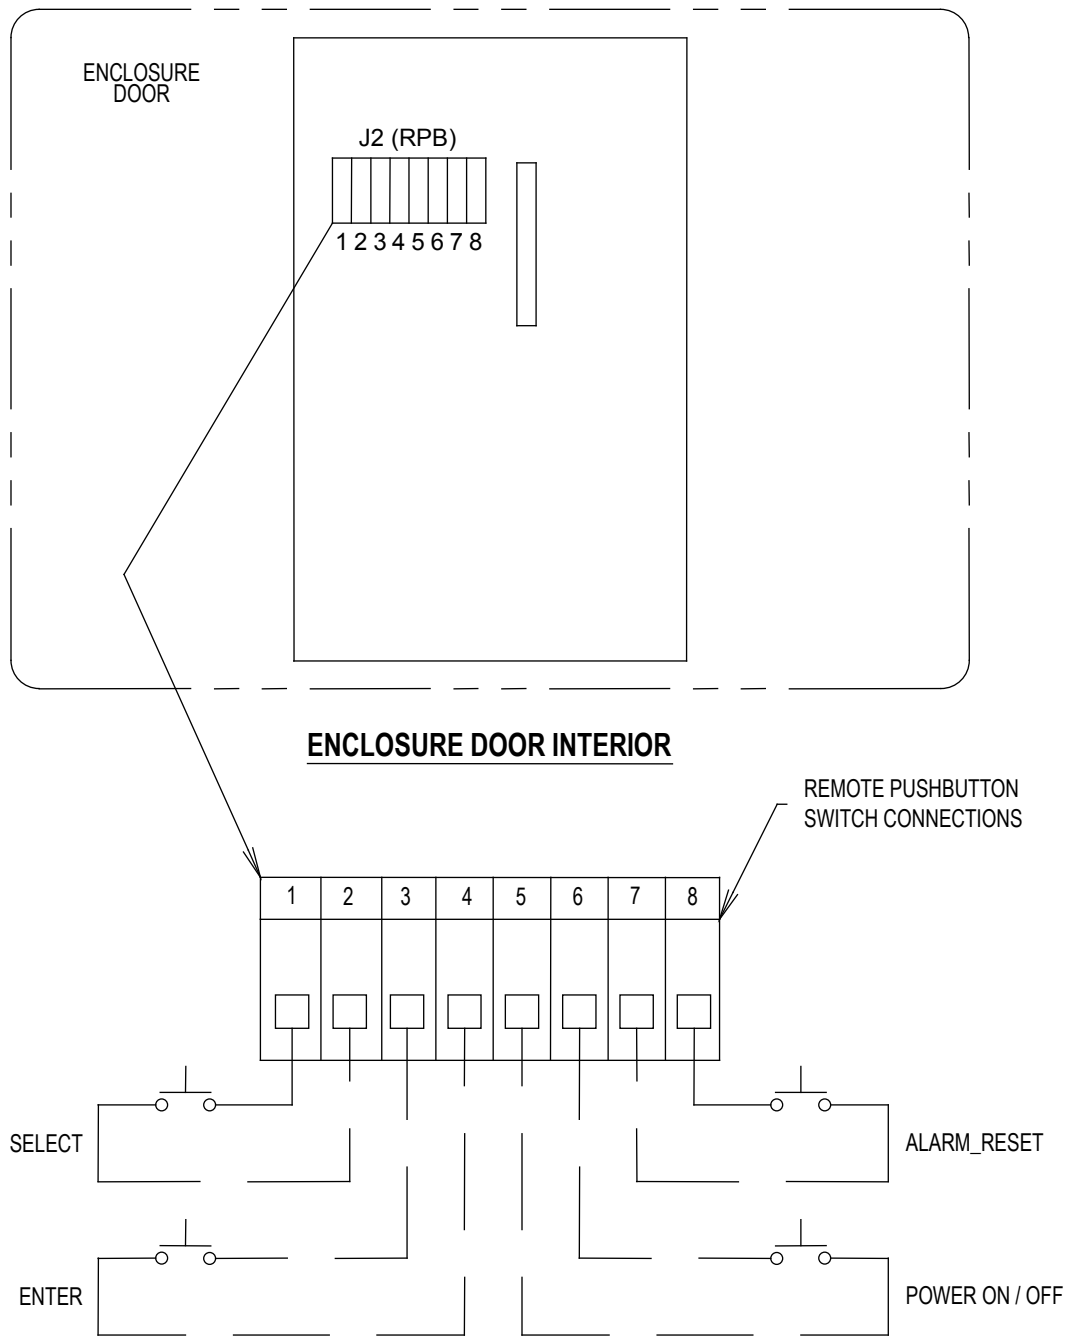 ENCLOSURE
DOOR
J2 (RPB)
1 2 3 4 5 6 7 8
ENCLOSURE DOOR INTERIOR
REMOTE PUSHBUTTON
SWITCH CONNECTIONS
1 2 3 4 5 6 7 8
SELECT
ALARM_RESET
ENTER
POWER ON / OFF